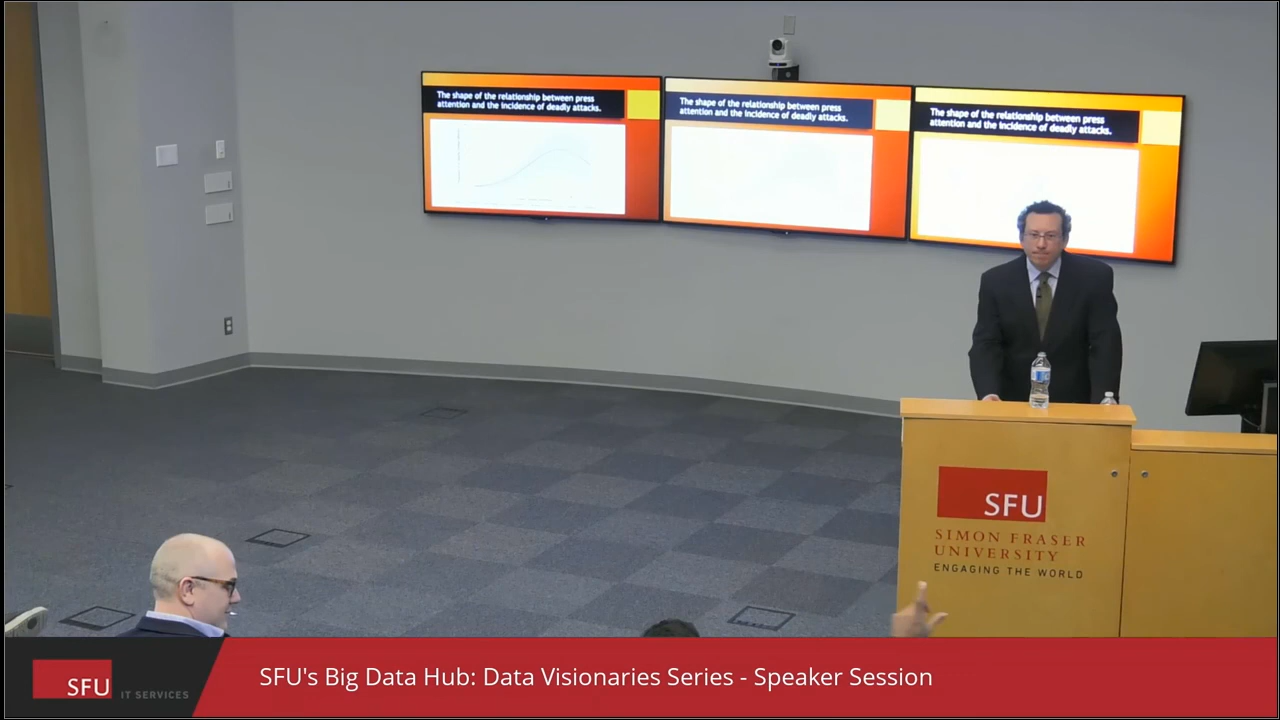 The shape of the relationship between press
attention and the incidence of deadly attacks.
The shape of the relationship between press
attention and the incidence of deadly attacks.
The shape of the relationship between press
attention and the incidence of deadly attacks.
SFU
SIMON FRASER
UNIVERSITY
ENGAGING THE WORLD
SFU IT SERVICES
SFU's Big Data Hub: Data Visionaries Series - Speaker Session